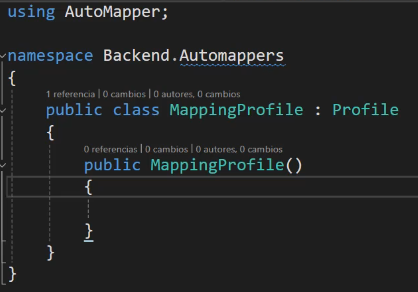 using AutoMapper;
namespace Backend.Automappers
{
1 referencia | 0 cambios | 0 autores, 0 cambios
public class MappingProfile : Profile
{
0 referencias | 0 cambios | 0 autores, 0 cambios
public MappingProfile()
{
}
}
}